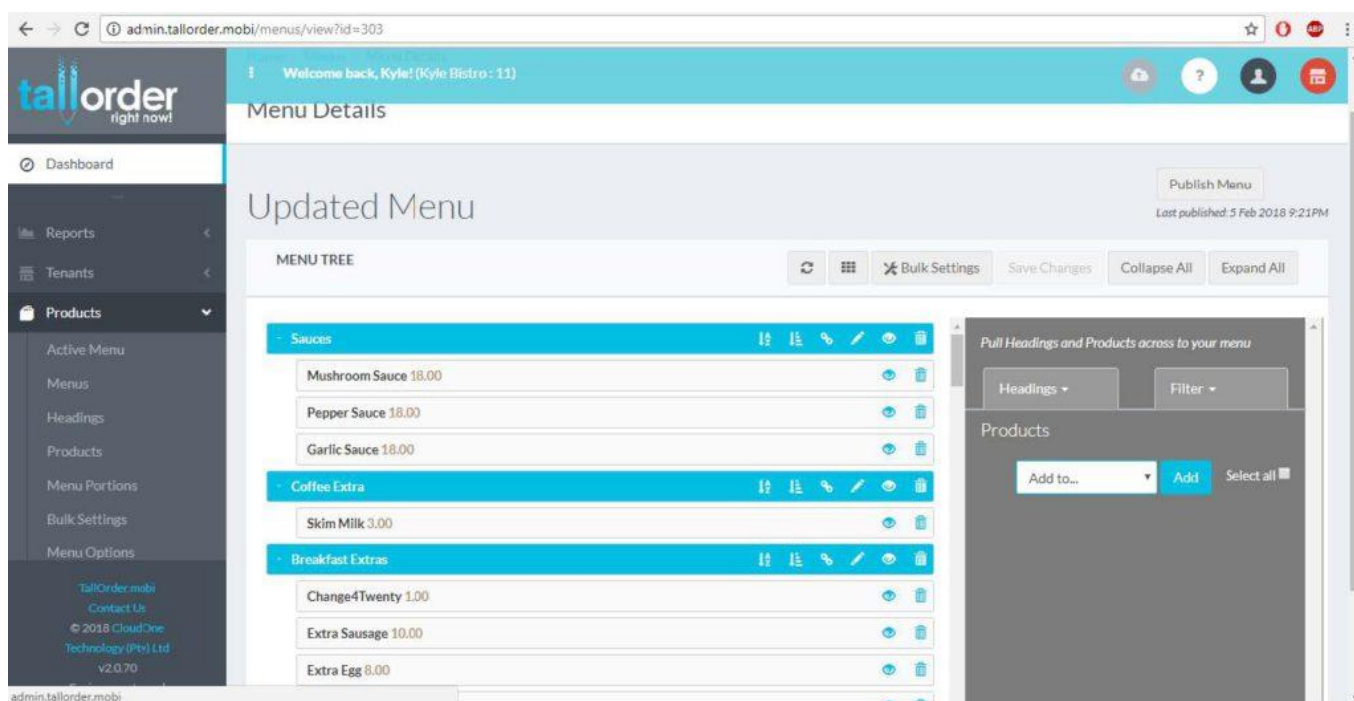 admin.tallorder.mobi/menus/view?id=303
ABP
tallorder
right now!
Welcome back, Kyle! (Kyle Bistro : 11)
?
Menu Details
Dashboard
Reports
Tenants
Products
Active Menu
Menus
Headings
Products
Menu Portions
Bulk Settings
Menu Options
TallOrder.mobi
Contact Us
© 2018 CloudOne
Technology (Pty) Ltd
v2.0.70
admin.tallorder.mobi
Publish Menu
Updated Menu
Last published: 5 Feb 2018 9:21PM
MENU TREE
Bulk Settings
Save Changes
Collapse All
Expand All
- Sauces
Mushroom Sauce 18.00
Pepper Sauce 18.00
Garlic Sauce 18.00
- Coffee Extra
Skim Milk 3.00
- Breakfast Extras
Change4Twenty 1.00
Extra Sausage 10.00
Extra Egg 8.00
Pull Headings and Products across to your menu
Headings
Filter
Products
Add to...
Add
Select all